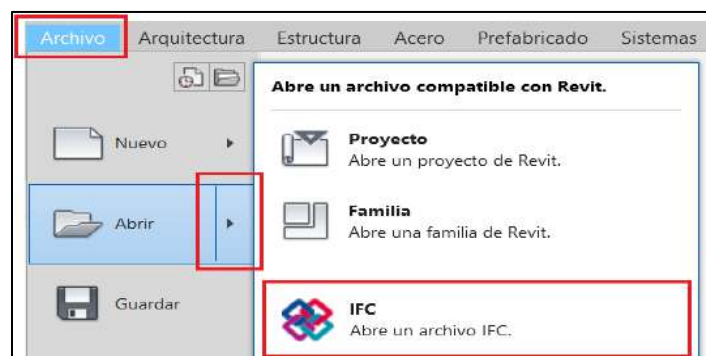 Archivo Arquitectura Estructura Acero Prefabricado Sistemas
Abre un archivo compatible con Revit.
Nuevo
Proyecto
Abre un proyecto de Revit.
Abrir
Familia
Abre una familia de Revit.
Guardar
IFC
Abre un archivo IFC.